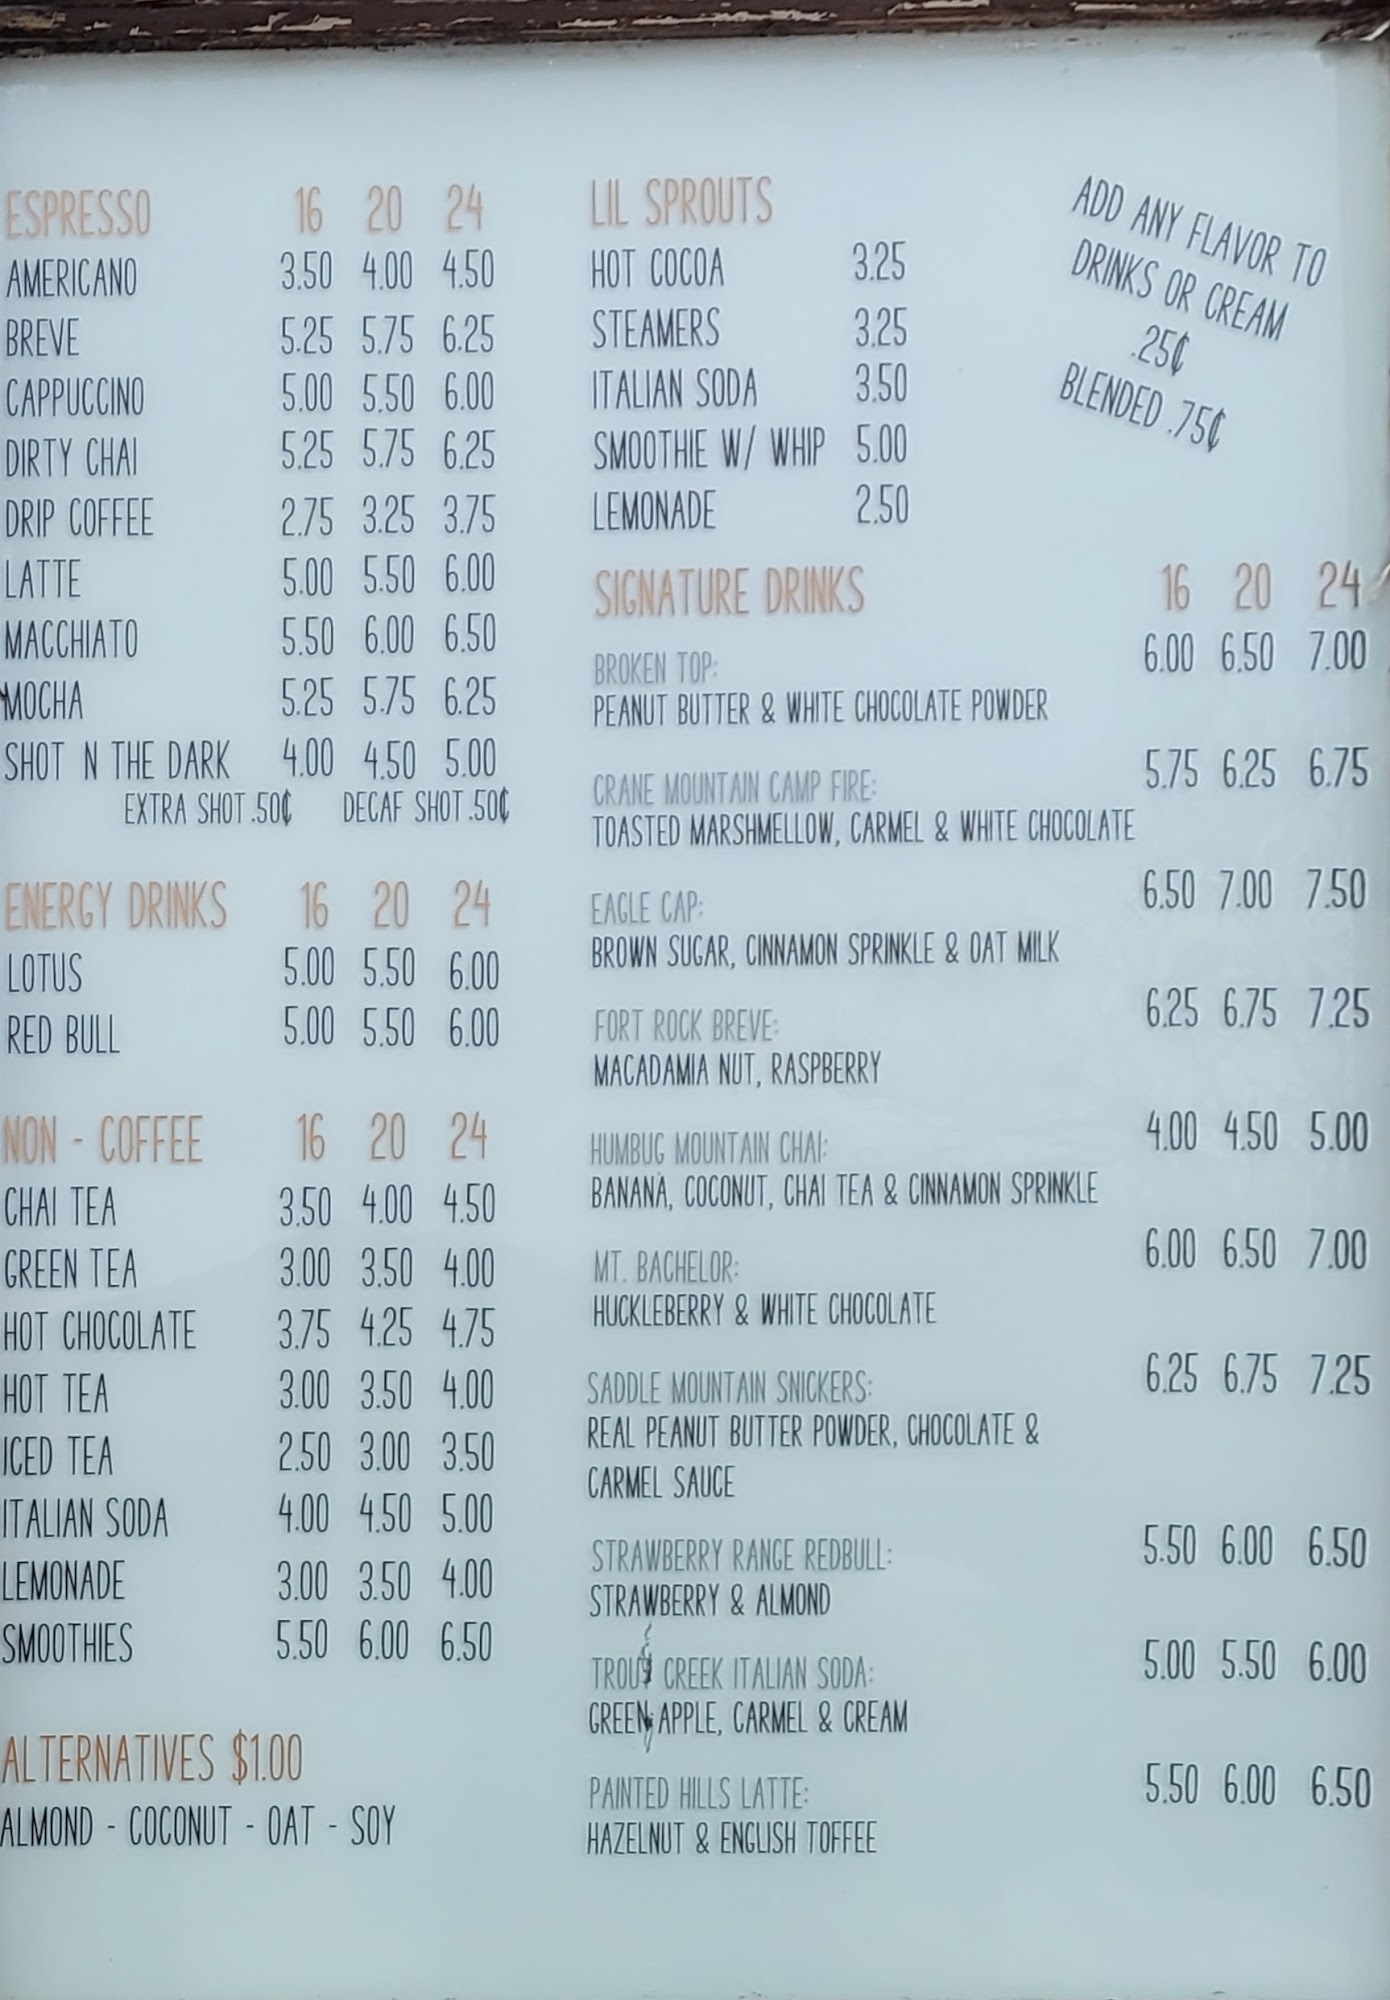 ESPRESSO 16 20 24
AMERICANO 3.50 4.00 4.50
BREVE 5.25 5.75 6.25
CAPPUCCINO 5.00 5.50 6.00
DIRTY CHAI 5.25 5.75 6.25
DRIP COFFEE 2.75 3.25 3.75
LATTE 5.00 5.50 6.00
MACCHIATO 5.50 6.00 6.50
MOCHA 5.25 5.75 6.25
SHOT N THE DARK 4.00 4.50 5.00
EXTRA SHOT .50¢ DECAF SHOT .50¢
ENERGY DRINKS 16 20 24
LOTUS 5.00 5.50 6.00
RED BULL 5.00 5.50 6.00
NON - COFFEE 16 20 24
CHAI TEA 3.50 4.00 4.50
GREEN TEA 3.00 3.50 4.00
HOT CHOCOLATE 3.75 4.25 4.75
HOT TEA 3.00 3.50 4.00
ICED TEA 2.50 3.00 3.50
ITALIAN SODA 4.00 4.50 5.00
LEMONADE 3.00 3.50 4.00
SMOOTHIES 5.50 6.00 6.50
ALTERNATIVES $1.00
ALMOND - COCONUT - OAT - SOY
LIL SPROUTS
HOT COCOA 3.25
STEAMERS 3.25
ITALIAN SODA 3.50
SMOOTHIE W/ WHIP 5.00
LEMONADE 2.50
ADD ANY FLAVOR TO
DRINKS OR CREAM
.25¢
BLENDED .75¢
SIGNATURE DRINKS 16 20 24
BROKEN TOP: 6.00 6.50 7.00
PEANUT BUTTER & WHITE CHOCOLATE POWDER
CRANE MOUNTAIN CAMP FIRE: 5.75 6.25 6.75
TOASTED MARSHMELLOW, CARMEL & WHITE CHOCOLATE
EAGLE CAP: 6.50 7.00 7.50
BROWN SUGAR, CINNAMON SPRINKLE & OAT MILK
FORT ROCK BREVE: 6.25 6.75 7.25
MACADAMIA NUT, RASPBERRY
HUMBUG MOUNTAIN CHAI: 4.00 4.50 5.00
BANANA, COCONUT, CHAI TEA & CINNAMON SPRINKLE
MT. BACHELOR: 6.00 6.50 7.00
HUCKLEBERRY & WHITE CHOCOLATE
SADDLE MOUNTAIN SNICKERS: 6.25 6.75 7.25
REAL PEANUT BUTTER POWDER, CHOCOLATE &
CARMEL SAUCE
STRAWBERRY RANGE REDBULL: 5.50 6.00 6.50
STRAWBERRY & ALMOND
TROUT CREEK ITALIAN SODA: 5.00 5.50 6.00
GREEN APPLE, CARMEL & CREAM
PAINTED HILLS LATTE: 5.50 6.00 6.50
HAZELNUT & ENGLISH TOFFEE